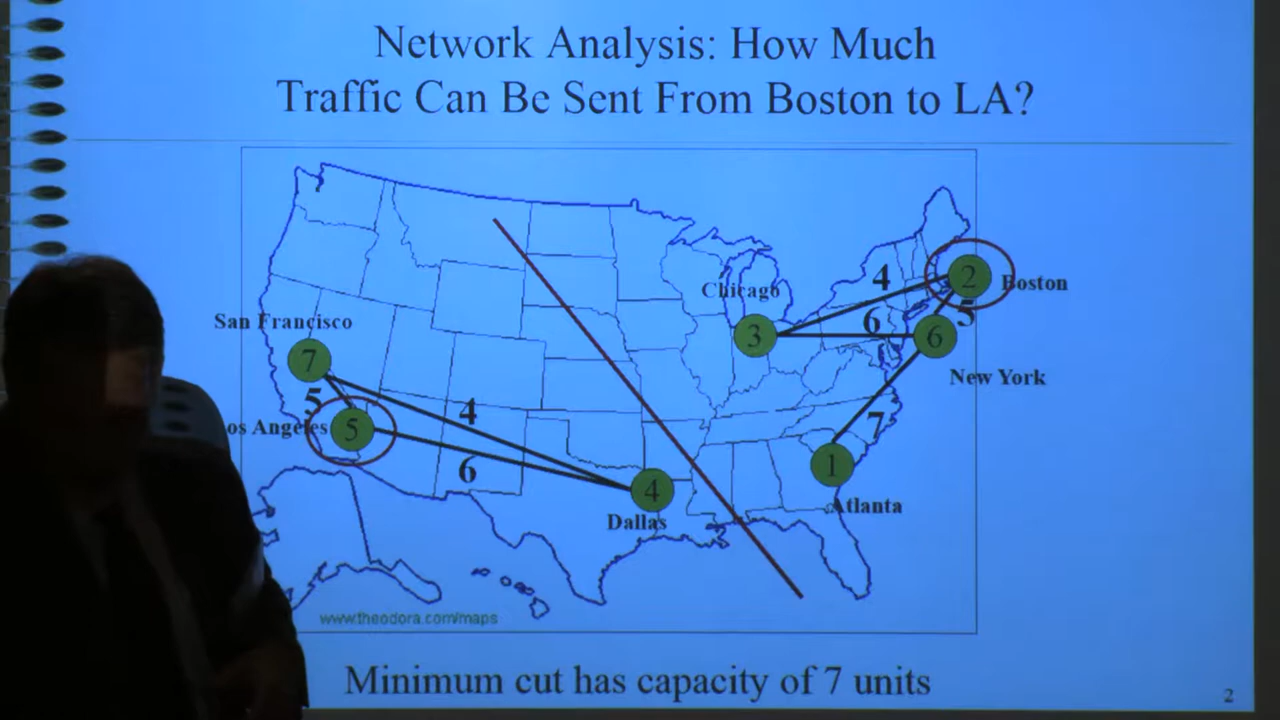 Network Analysis: How Much
Traffic Can Be Sent From Boston to LA?
4
2
Boston
Chicago
6
5
3
6
San Francisco
7
New York
5
4
os Angeles
5
7
6
1
4
Atlanta
Dallas
www.theodora.com/maps
Minimum cut has capacity of 7 units
2